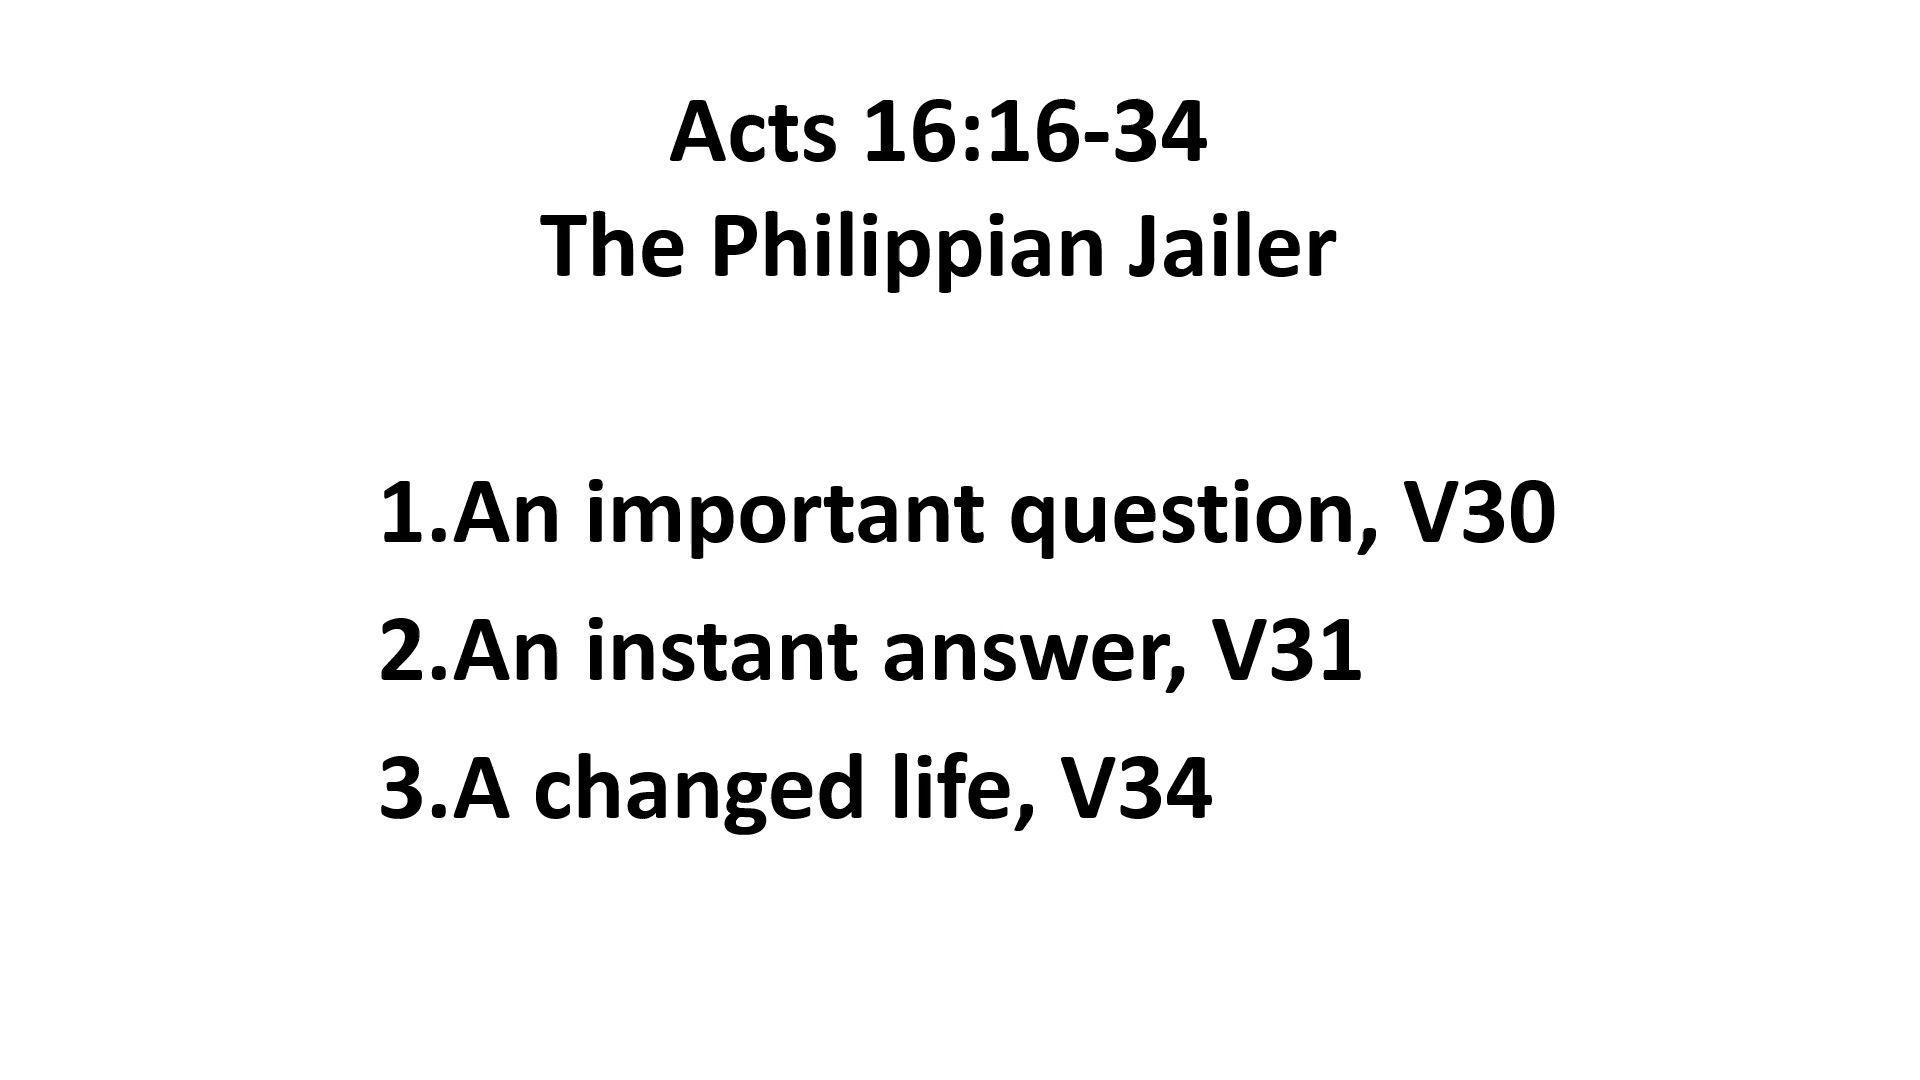 Acts 16:16-34
The Philippian Jailer
1.An important question, V30
2.An instant answer, V31
3.A changed life, V34